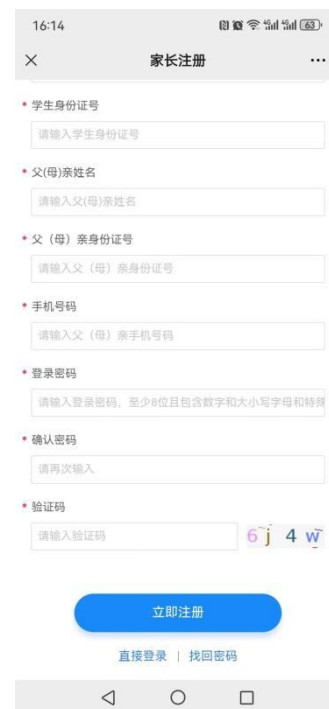 16:14
63
家长注册
* 学生身份证号
请输入学生身份证号
* 父(母)亲姓名
请输入父(母)亲姓名
* 父（母）亲身份证号
请输入父（母）亲身份证号
* 手机号码
请输入父（母）亲手机号码
* 登录密码
请输入登录密码，至少8位且包含数字和大小写字母和特殊
* 确认密码
请再次输入
* 验证码
请输入验证码
6j4w
立即注册
直接登录 | 找回密码